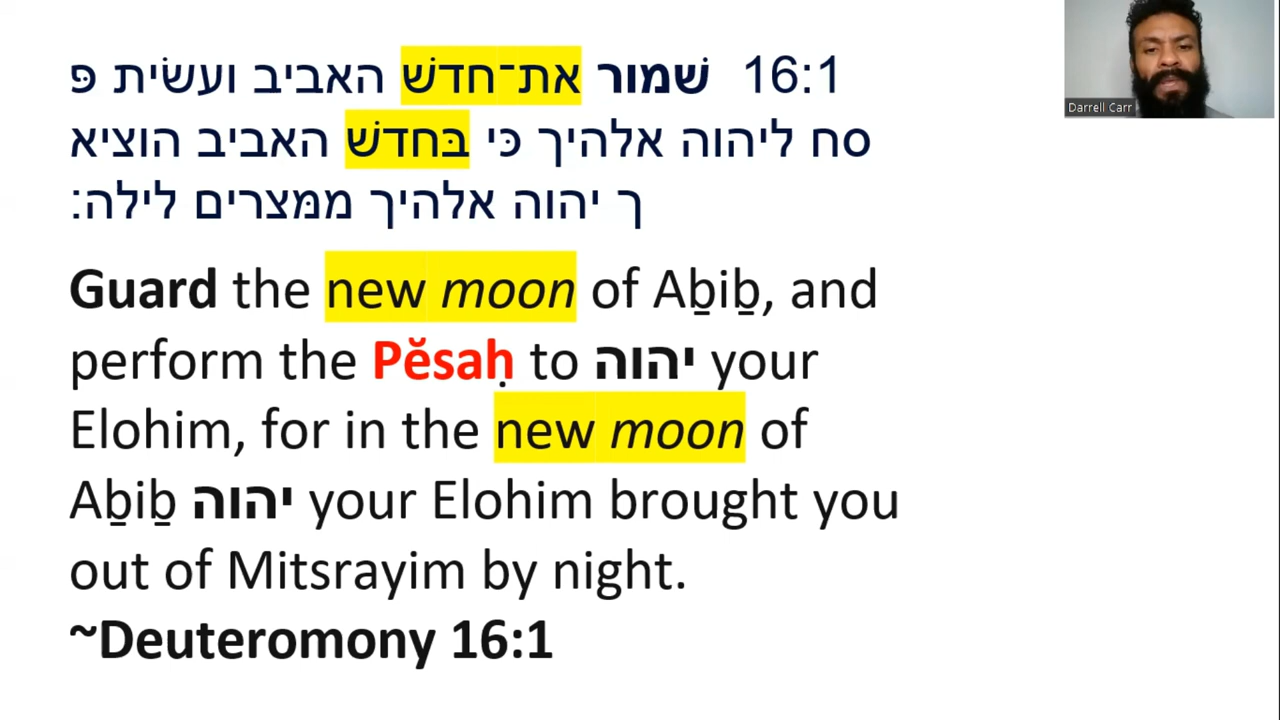 16:1 שׁמור את־חדשׁ האביב ועשׂית פּ
סח ליהוה אלהיך כּי בּחדשׁ האביב הוציא
ך יהוה אלהיך ממּצרים לילה׃
Guard the new moon of Aḇiḇ, and
perform the Pĕsaḥ to יהוה your
Elohim, for in the new moon of
Aḇiḇ יהוה your Elohim brought you
out of Mitsrayim by night.
~Deuteromony 16:1
Darrell Carr